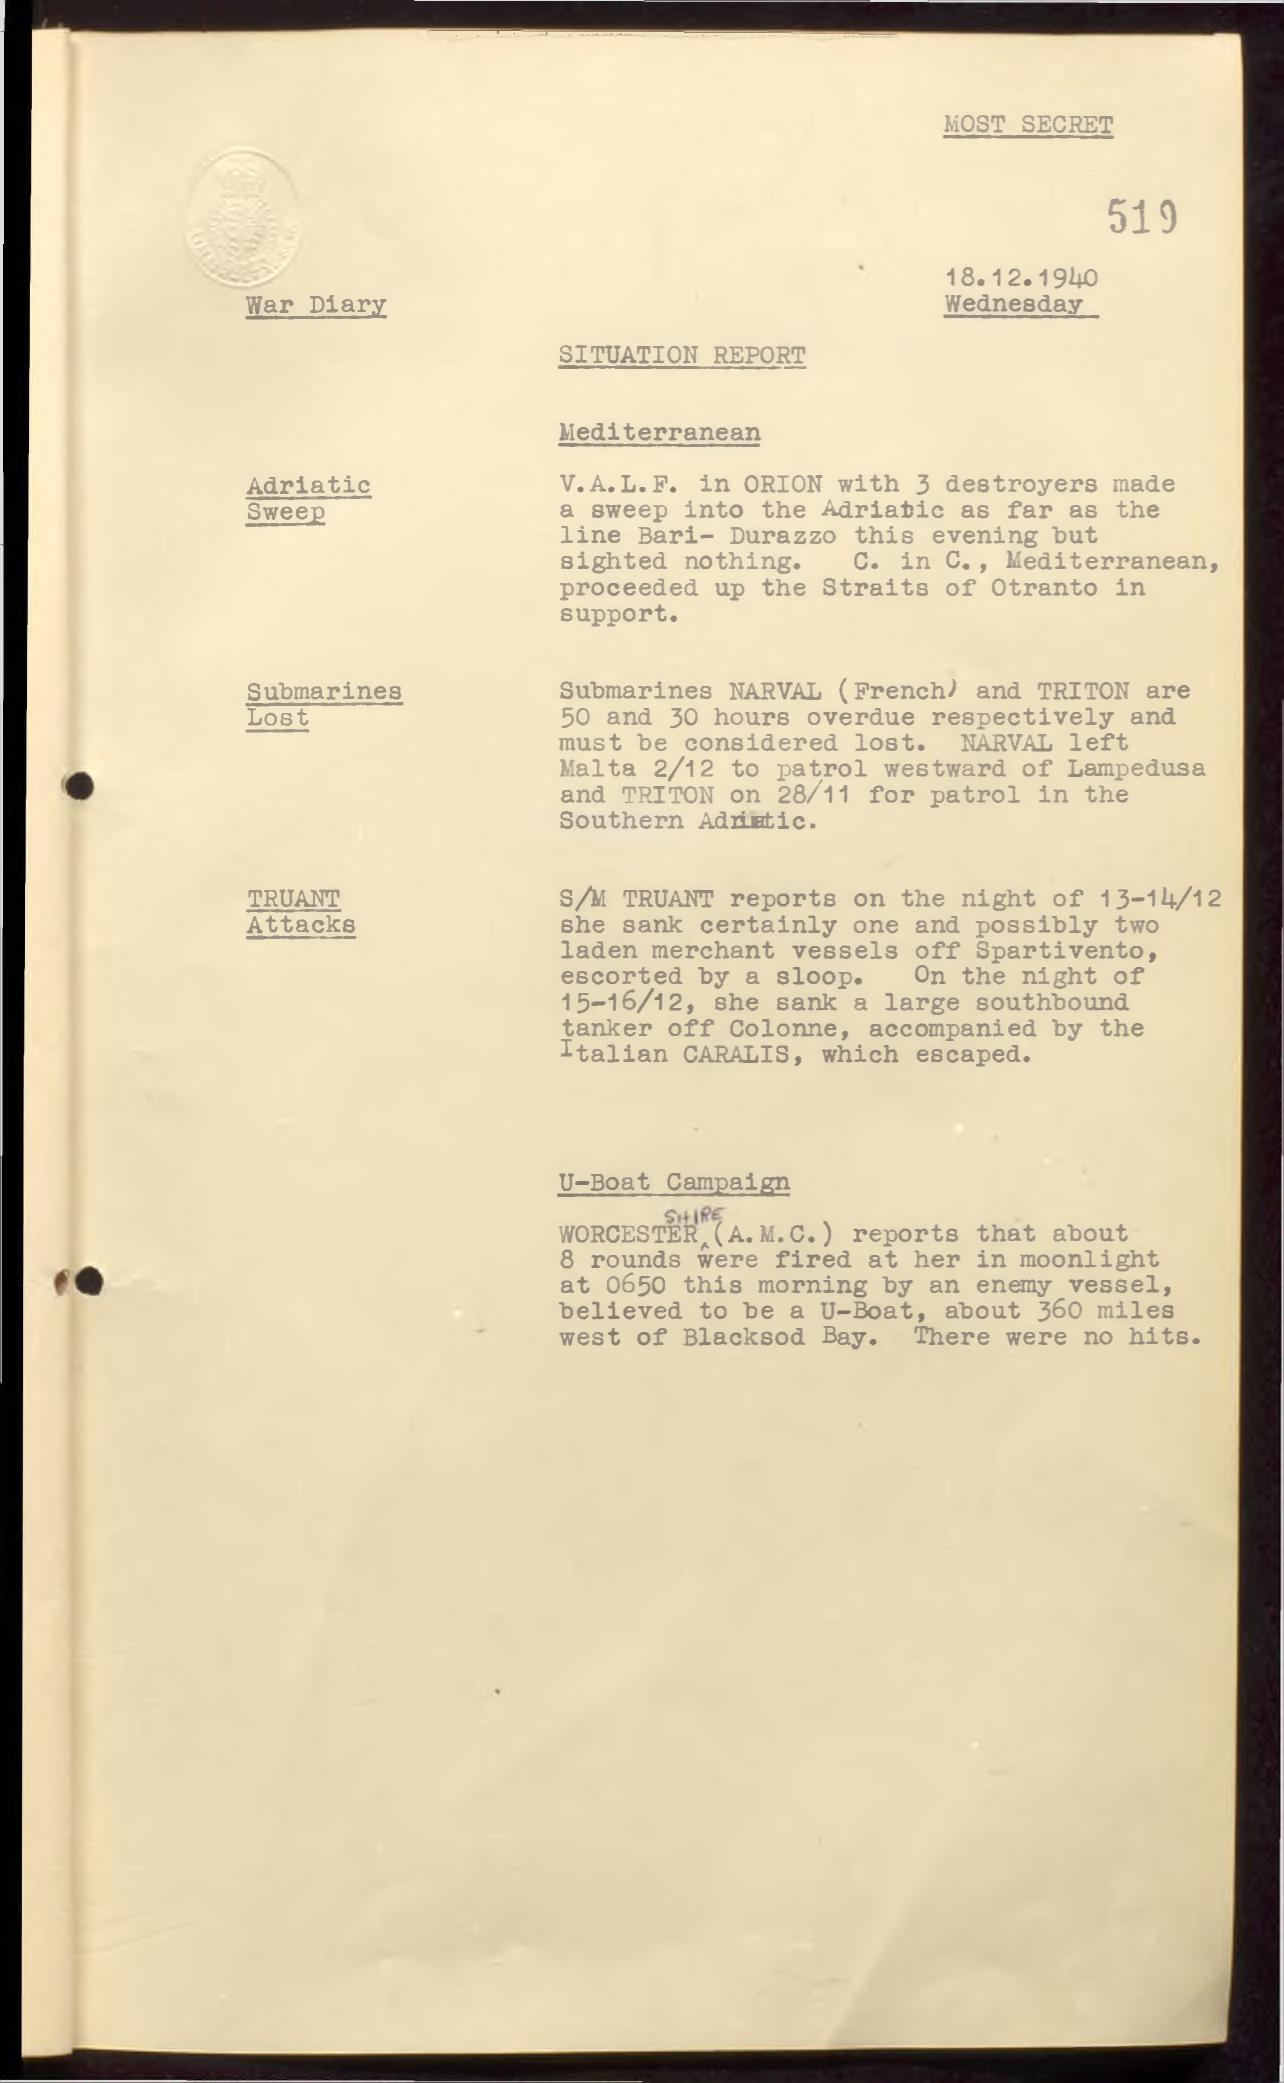 MOST SECRET
519
18.12.1940
War Diary
Wednesday
SITUATION REPORT
Mediterranean
Adriatic
Sweep
V.A.L.F. in ORION with 3 destroyers made
a sweep into the Adriatic as far as the
line Bari- Durazzo this evening but
sighted nothing. C. in C., Mediterranean,
proceeded up the Straits of Otranto in
support.
Submarines
Lost
Submarines NARVAL (French) and TRITON are
50 and 30 hours overdue respectively and
must be considered lost. NARVAL left
Malta 2/12 to patrol westward of Lampedusa
and TRITON on 28/11 for patrol in the
Southern Adriatic.
TRUANT
Attacks
S/M TRUANT reports on the night of 13-14/12
she sank certainly one and possibly two
laden merchant vessels off Spartivento,
escorted by a sloop. On the night of
15-16/12, she sank a large southbound
tanker off Colonne, accompanied by the
Italian CARALIS, which escaped.
U-Boat Campaign
SHIRE
WORCESTER (A.M.C.) reports that about
8 rounds were fired at her in moonlight
at 0650 this morning by an enemy vessel,
believed to be a U-Boat, about 360 miles
west of Blacksod Bay. There were no hits.